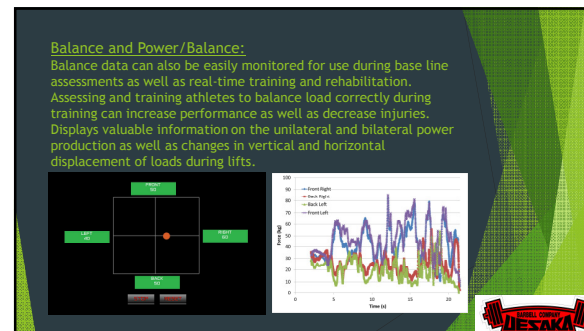 Balance and Power/Balance:
Balance data can also be easily monitored for use during base line
assessments as well as real-time training and rehabilitation.
Assessing and training athletes to balance load correctly during
training can increase performance as well as decrease injuries.
Displays valuable information on the unilateral and bilateral power
production as well as changes in vertical and horizontal
displacement of loads during lifts.
FRONT
50
LEFT
40
RIGHT
60
BACK
50
100
90
80
70
60
50
40
30
20
10
0
Force (kg)
Front Right
Back Right
Back Left
Front Left
0
5
10
15
20
Time (s)
BARBELL COMPANY
UESAKA